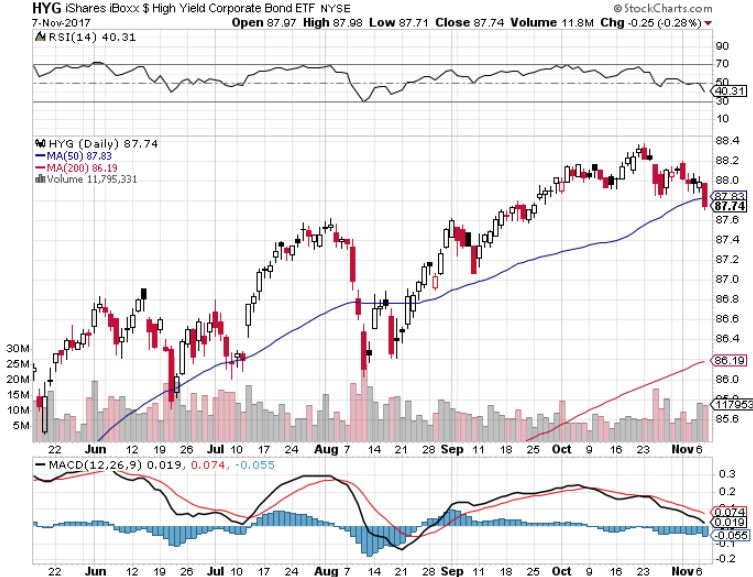 HYG iShares iBoxx $ High Yield Corporate Bond ETF NYSE © StockCharts.com
7-Nov-2017 Open 87.97 High 87.98 Low 87.71 Close 87.74 Volume 11.8M Chg -0.25 (-0.28%)
RSI(14) 40.31
90
70
50
40.31
30
10
HYG (Daily) 87.74
MA(50) 87.83
MA(200) 86.19
Volume 11,795,331
88.4
88.2
88.0
87.83
87.74
87.6
87.4
87.2
87.0
86.8
86.6
86.4
86.19
86.0
85.8
117953
85.6
30M
25M
20M
15M
10M
5M
22 Jun 12 19 26 Jul 10 17 24 Aug 7 14 21 28 Sep 11 18 25 Oct 9 16 23 Nov 6
MACD(12,26,9) 0.019, 0.074, -0.055
0.3
0.2
0.074
0.019
-0.055
-0.1
-0.2
22 Jun 12 19 26 Jul 10 17 24 Aug 7 14 21 28 Sep 11 18 25 Oct 9 16 23 Nov 6